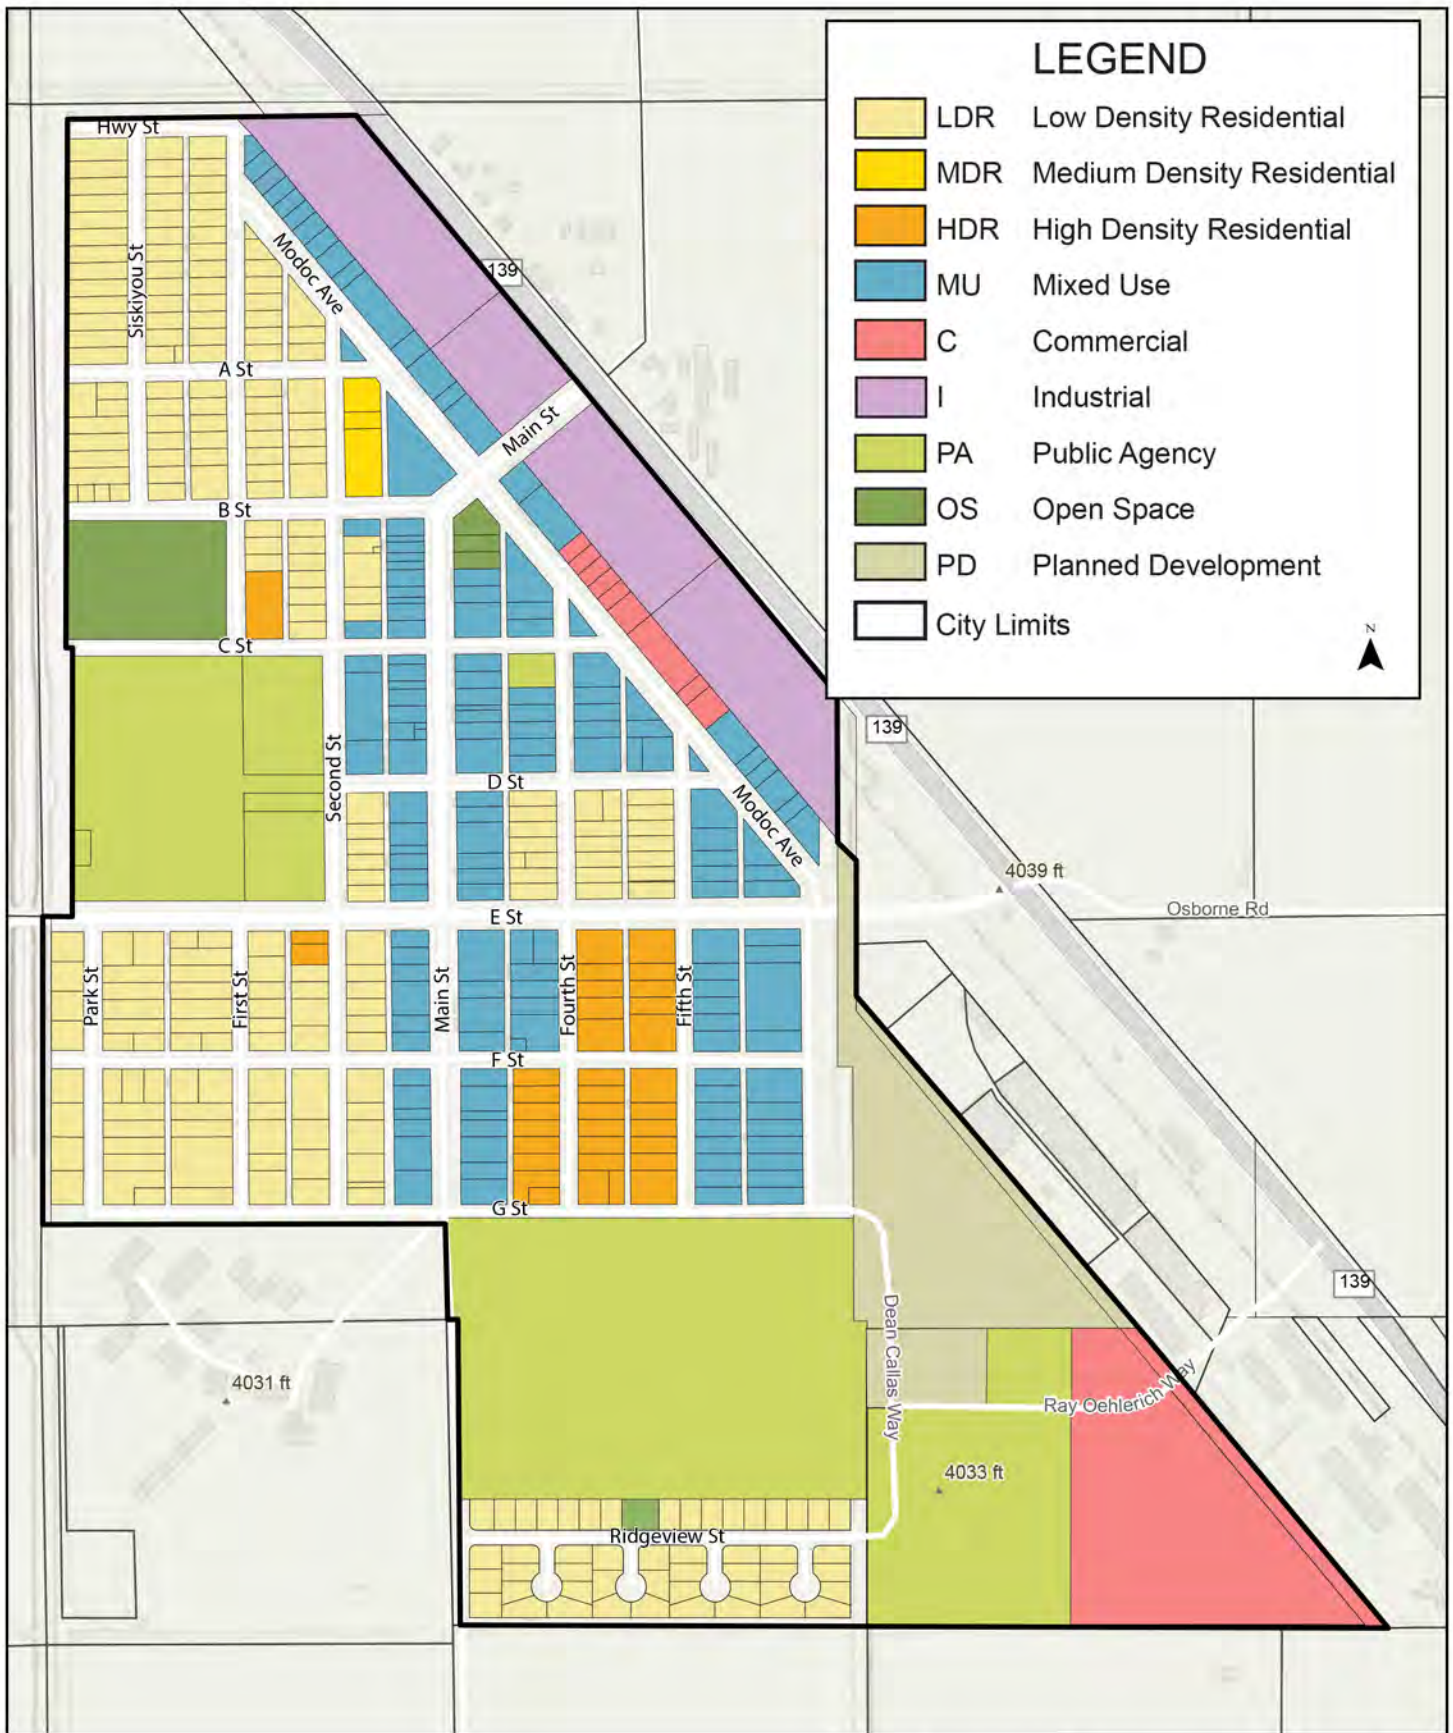 LEGEND
LDR Low Density Residential
MDR Medium Density Residential
HDR High Density Residential
MU Mixed Use
C Commercial
I Industrial
PA Public Agency
OS Open Space
PD Planned Development
City Limits
N
Hwy St
Siskiyou St
Modoc Ave
139
A St
Main St
B St
C St
Second St
139
D St
Modoc Ave
4039 ft
Osborne Rd
E St
Park St
First St
Main St
Fourth St
Fifth St
F St
G St
139
Dean Callas Way
4031 ft
Ray Oehlerich Way
4033 ft
Ridgeview St